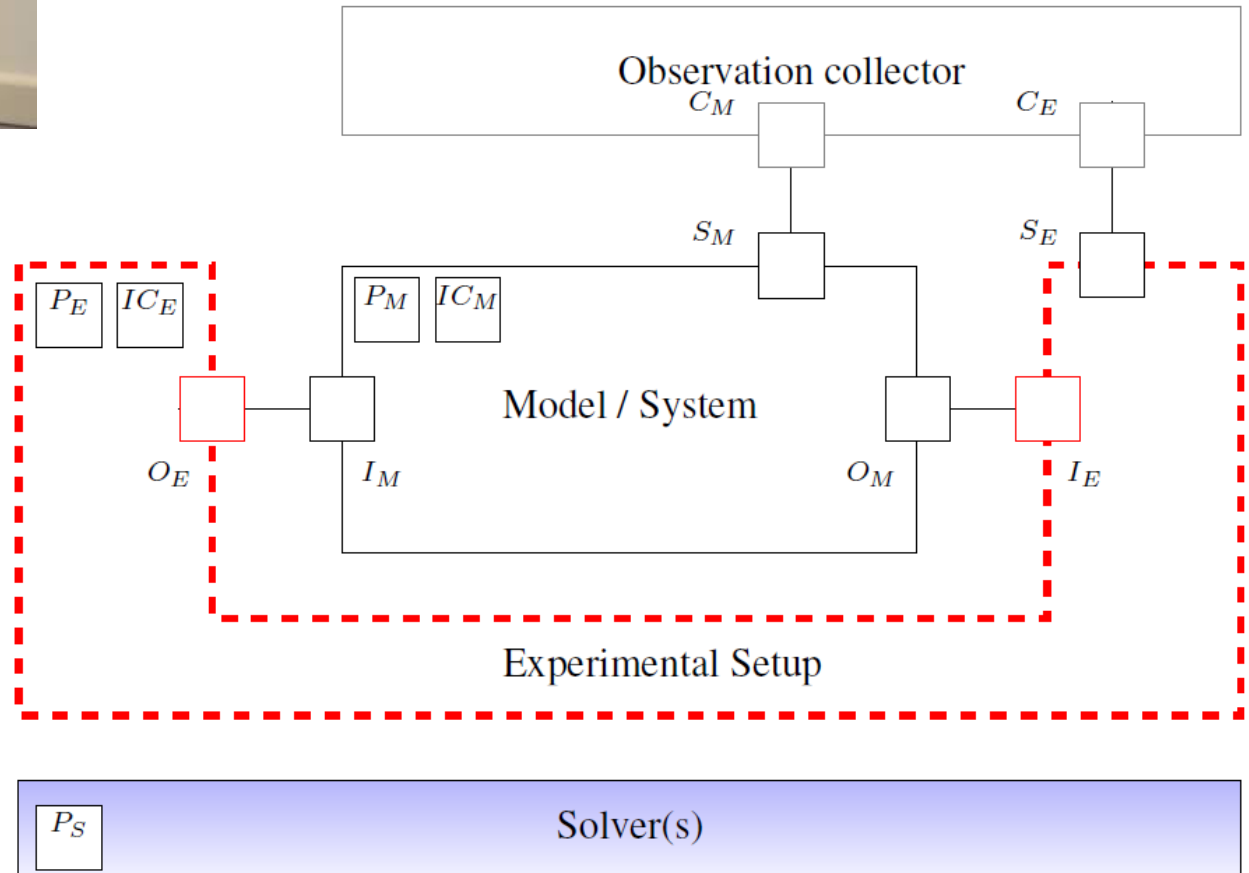 Observation collector
C_M
C_E
S_M
S_E
P_E
IC_E
P_M
IC_M
Model / System
O_E
I_M
O_M
I_E
Experimental Setup
P_S
Solver(s)